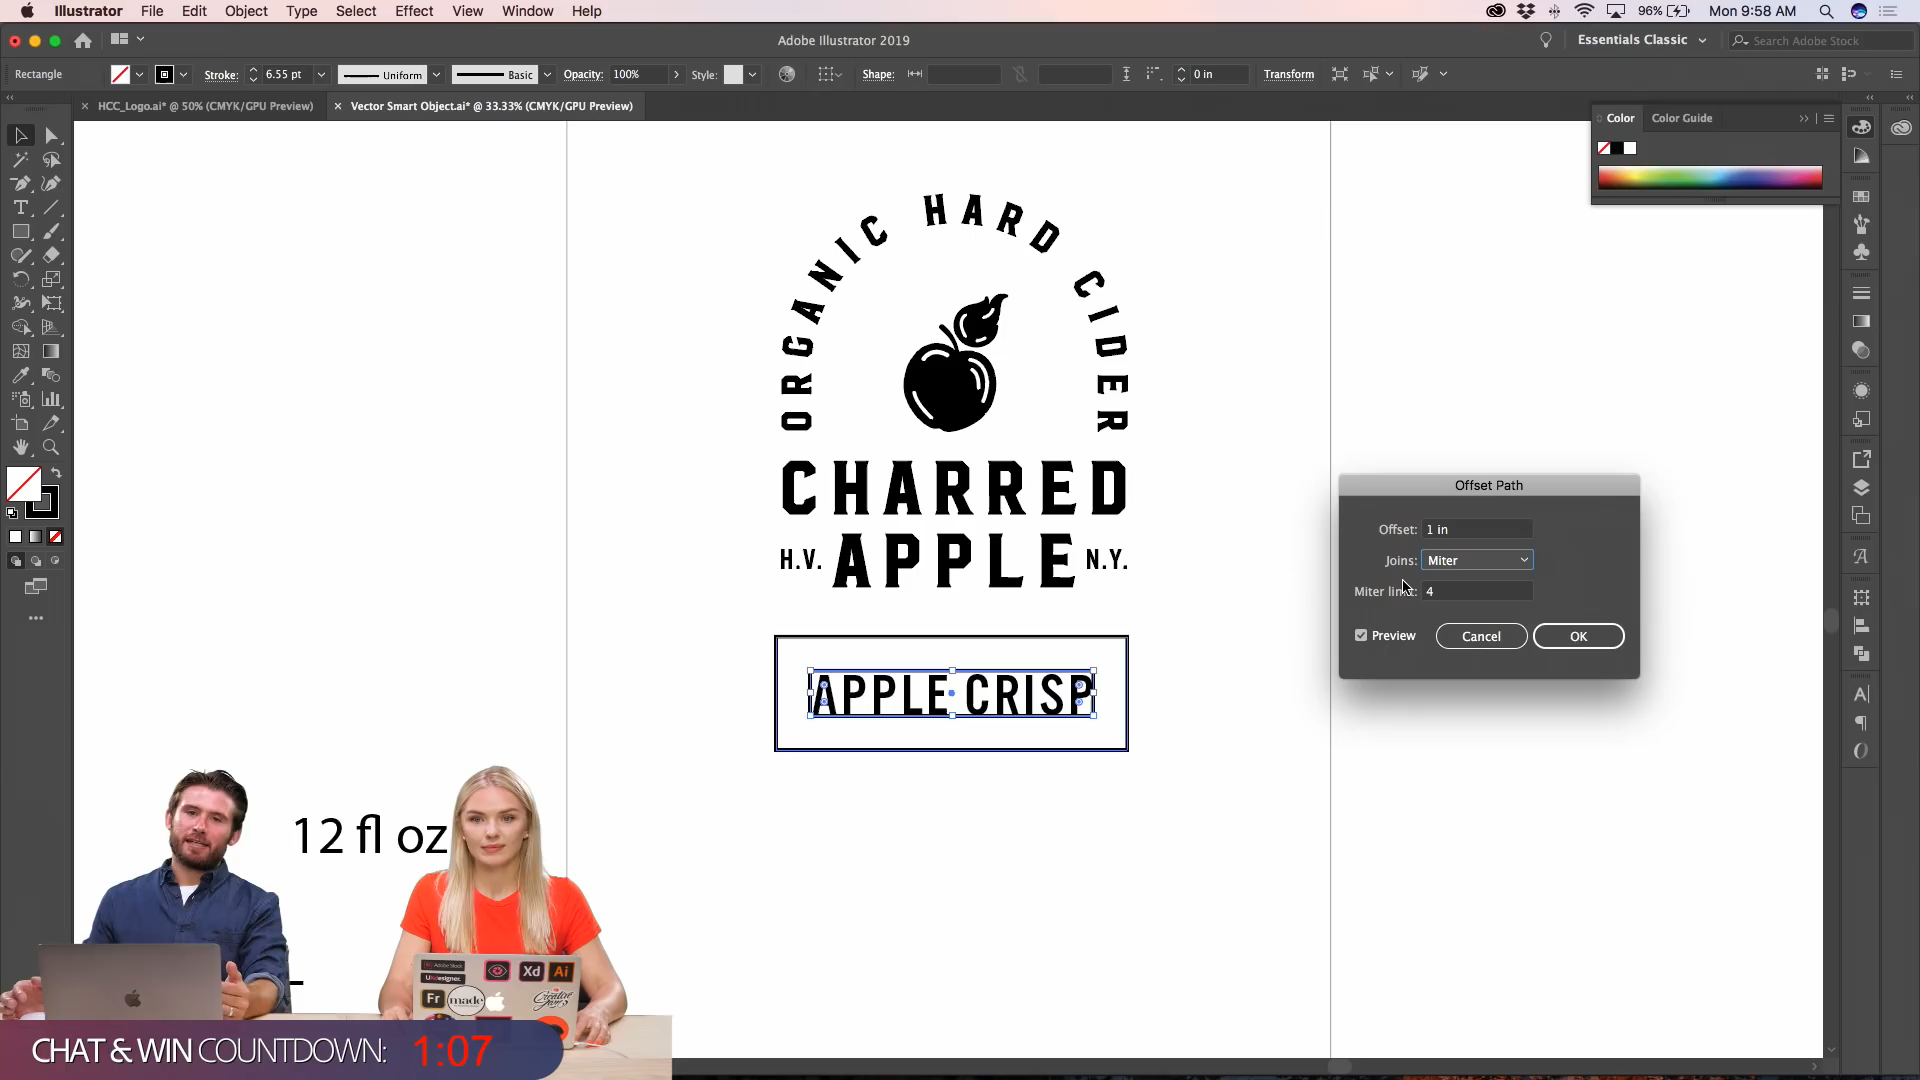 Illustrator File Edit Object Type Select Effect View Window Help 96% Mon 9:58 AM
Adobe Illustrator 2019 Essentials Classic Search Adobe Stock
Rectangle Stroke: 6.55 pt Uniform Basic Opacity: 100% Style: Shape: 0 in Transform
HCC_Logo.ai* @ 50% (CMYK/GPU Preview) Vector Smart Object.ai* @ 33.33% (CMYK/GPU Preview)
Color Color Guide
ORGANIC HARD CIDER
CHARRED
H.V. APPLE N.Y.
APPLE CRISP
Offset Path
Offset: 1 in
Joins: Miter
Miter limit: 4
Preview Cancel OK
12 fl oz
Xd Ai
Fr made
CHAT & WIN COUNTDOWN: 1:07